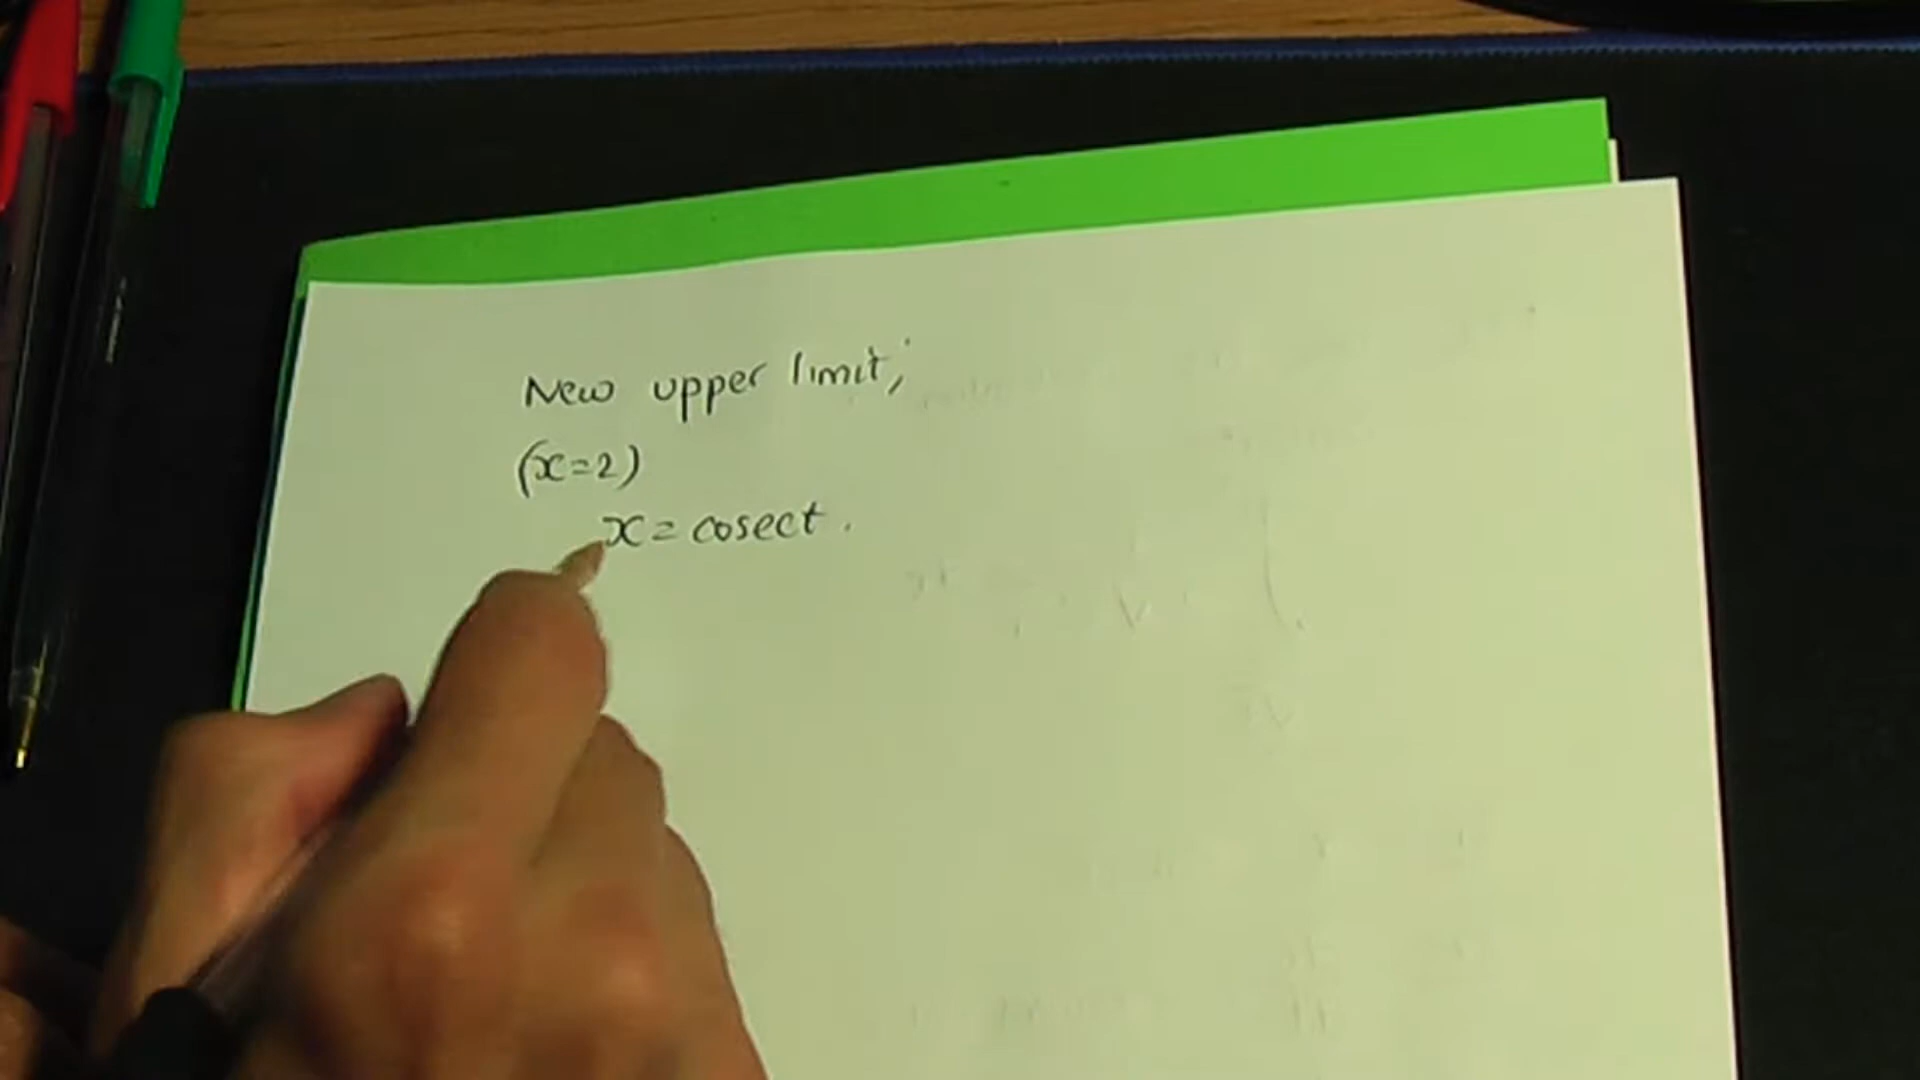 New upper limit;
(x=2)
x = cosect.